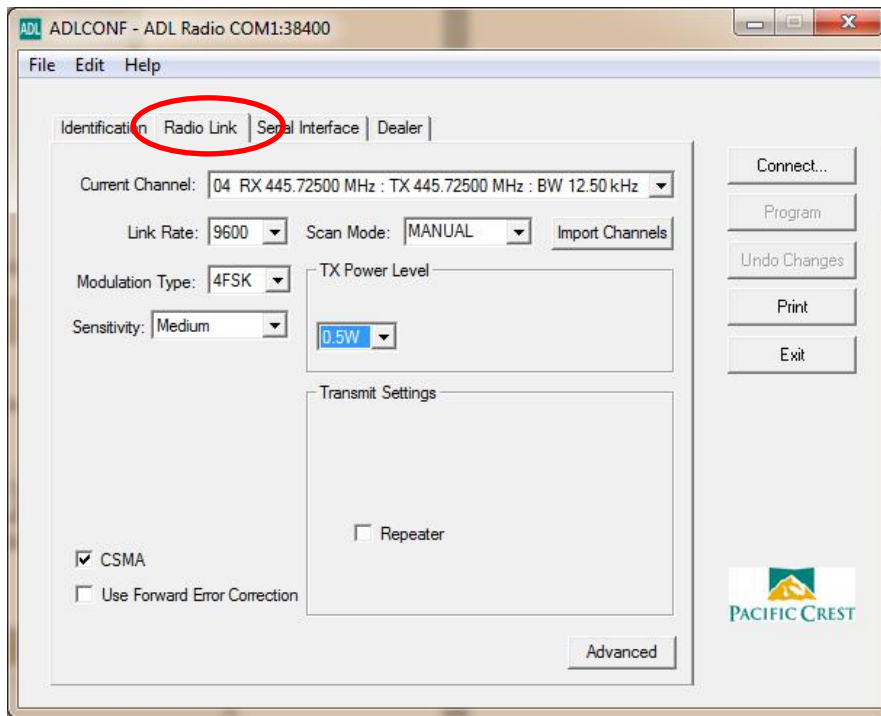 ADL ADLCONF - ADL Radio COM1:38400
File Edit Help
Identification Radio Link Serial Interface Dealer
Current Channel: 04 RX 445.72500 MHz : TX 445.72500 MHz : BW 12.50 kHz
Connect...
Link Rate: 9600 Scan Mode: MANUAL Import Channels
Program
Modulation Type: 4FSK
TX Power Level
Undo Changes
Sensitivity: Medium
0.5W
Print
Exit
Transmit Settings
Repeater
CSMA
Use Forward Error Correction
PACIFIC CREST
Advanced